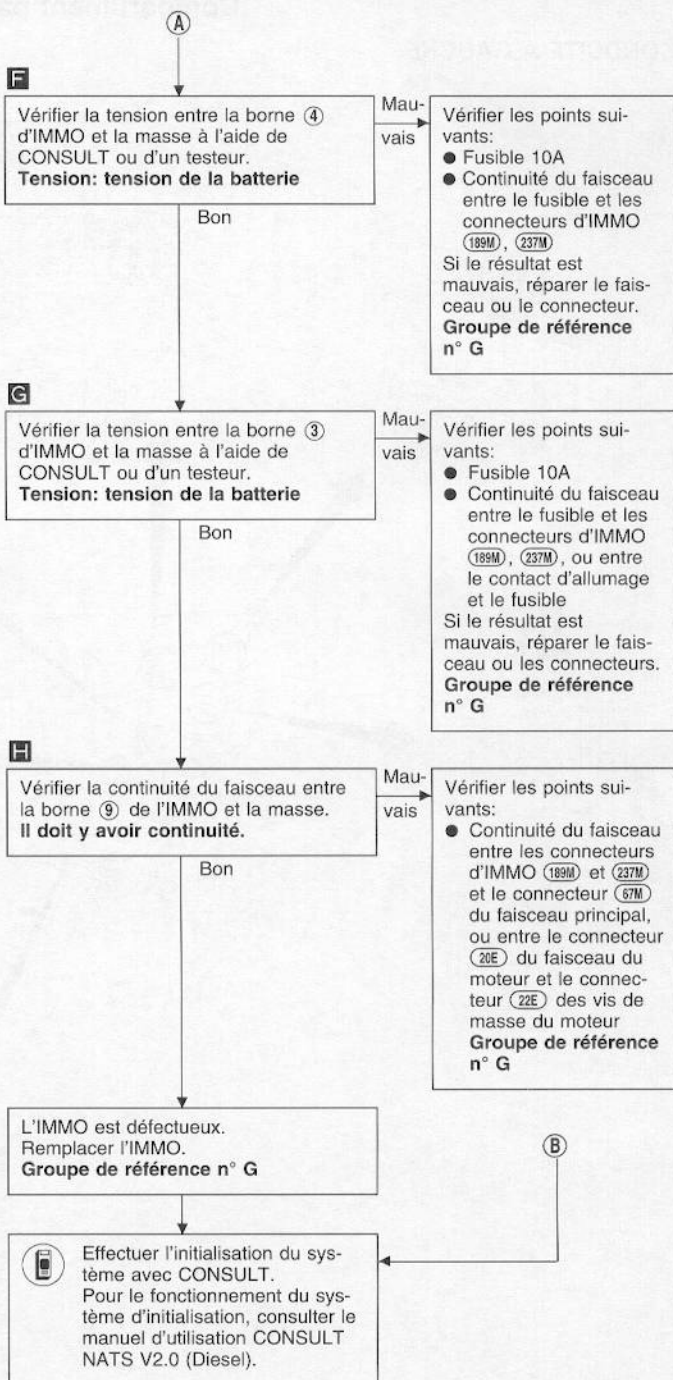 Ⓐ
F
Vérifier la tension entre la borne ④
d'IMMO et la masse à l'aide de
CONSULT ou d'un testeur.
Tension: tension de la batterie
Mau-
vais
Vérifier les points sui-
vants:
● Fusible 10A
● Continuité du faisceau
entre le fusible et les
connecteurs d'IMMO
(189M), (237M)
Si le résultat est
mauvais, réparer le fais-
ceau ou le connecteur.
Groupe de référence
n° G
Bon
G
Vérifier la tension entre la borne ③
d'IMMO et la masse à l'aide de
CONSULT ou d'un testeur.
Tension: tension de la batterie
Mau-
vais
Vérifier les points sui-
vants:
● Fusible 10A
● Continuité du faisceau
entre le fusible et les
connecteurs d'IMMO
(189M), (237M), ou entre
le contact d'allumage
et le fusible
Si le résultat est
mauvais, réparer le fais-
ceau ou les connecteurs.
Groupe de référence
n° G
Bon
H
Vérifier la continuité du faisceau entre
la borne ⑨ de l'IMMO et la masse.
Il doit y avoir continuité.
Mau-
vais
Vérifier les points sui-
vants:
● Continuité du faisceau
entre les connecteurs
d'IMMO (189M) et (237M)
et le connecteur (67M)
du faisceau principal,
ou entre le connecteur
(20E) du faisceau du
moteur et le connec-
teur (22E) des vis de
masse du moteur
Groupe de référence
n° G
Bon
L'IMMO est défectueux.
Remplacer l'IMMO.
Groupe de référence n° G
Ⓑ
Effectuer l'initialisation du sys-
tème avec CONSULT.
Pour le fonctionnement du sys-
tème d'initialisation, consulter le
manuel d'utilisation CONSULT
NATS V2.0 (Diesel).